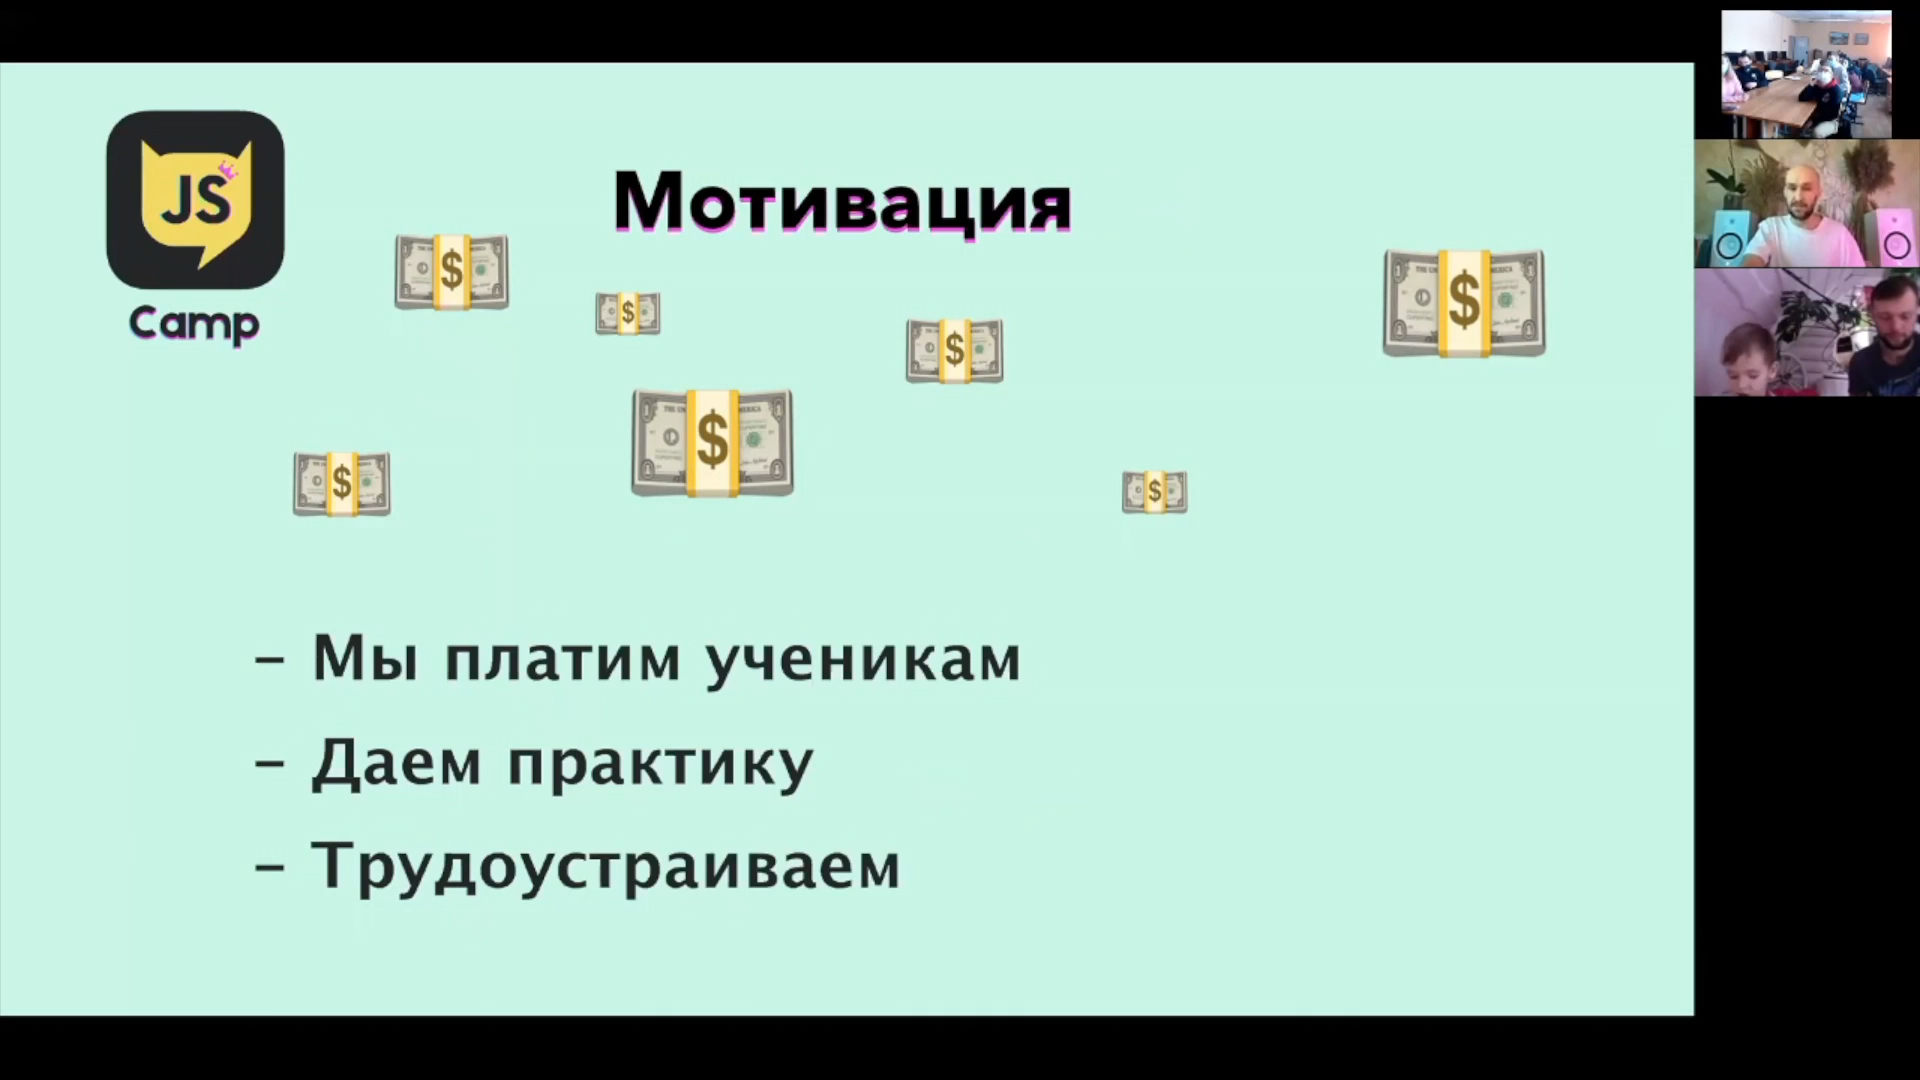 JS
Camp
Мотивация
$
$
$
$
$
$
$
– Мы платим ученикам
– Даем практику
– Трудоустраиваем